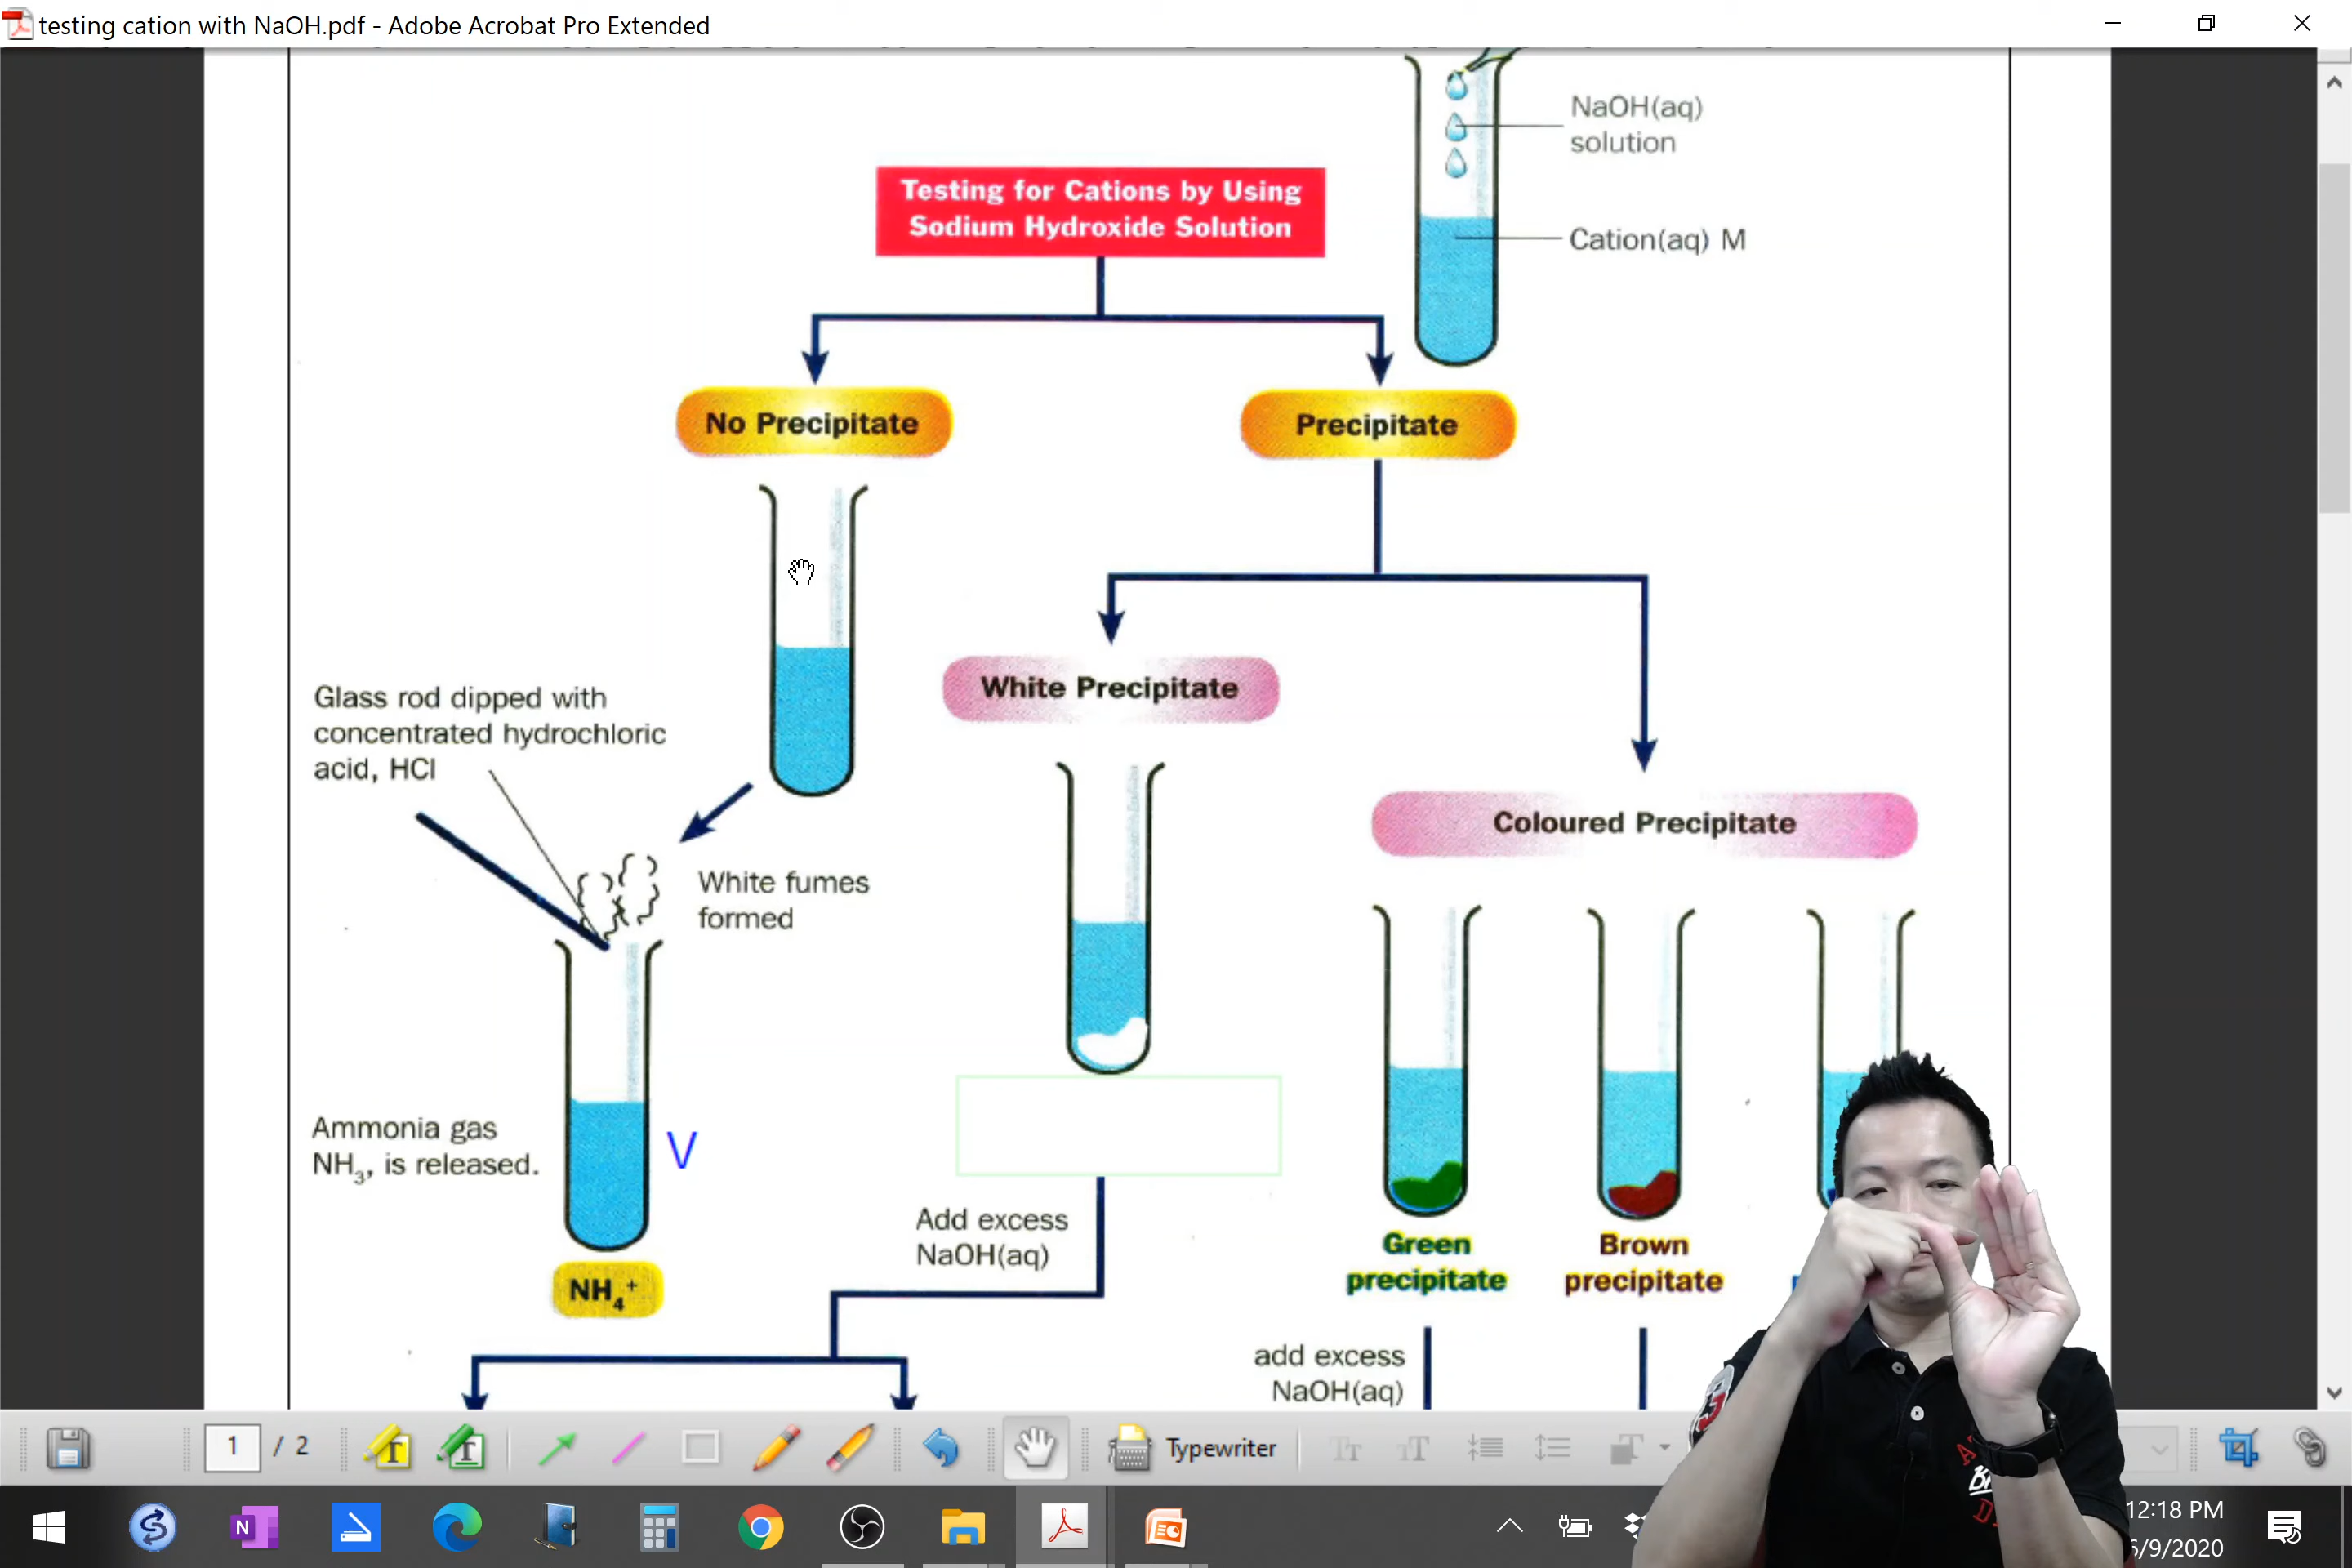 testing cation with NaOH.pdf - Adobe Acrobat Pro Extended
NaOH(aq)
solution
Testing for Cations by Using
Sodium Hydroxide Solution
Cation(aq) M
No Precipitate
Precipitate
White Precipitate
Glass rod dipped with
concentrated hydrochloric
acid, HCl
Coloured Precipitate
White fumes
formed
Ammonia gas
NH₃, is released.
V
Add excess
NaOH(aq)
Green
precipitate
Brown
precipitate
NH₄⁺
add excess
NaOH(aq)
1 / 2
Typewriter
12:18 PM
/9/2020